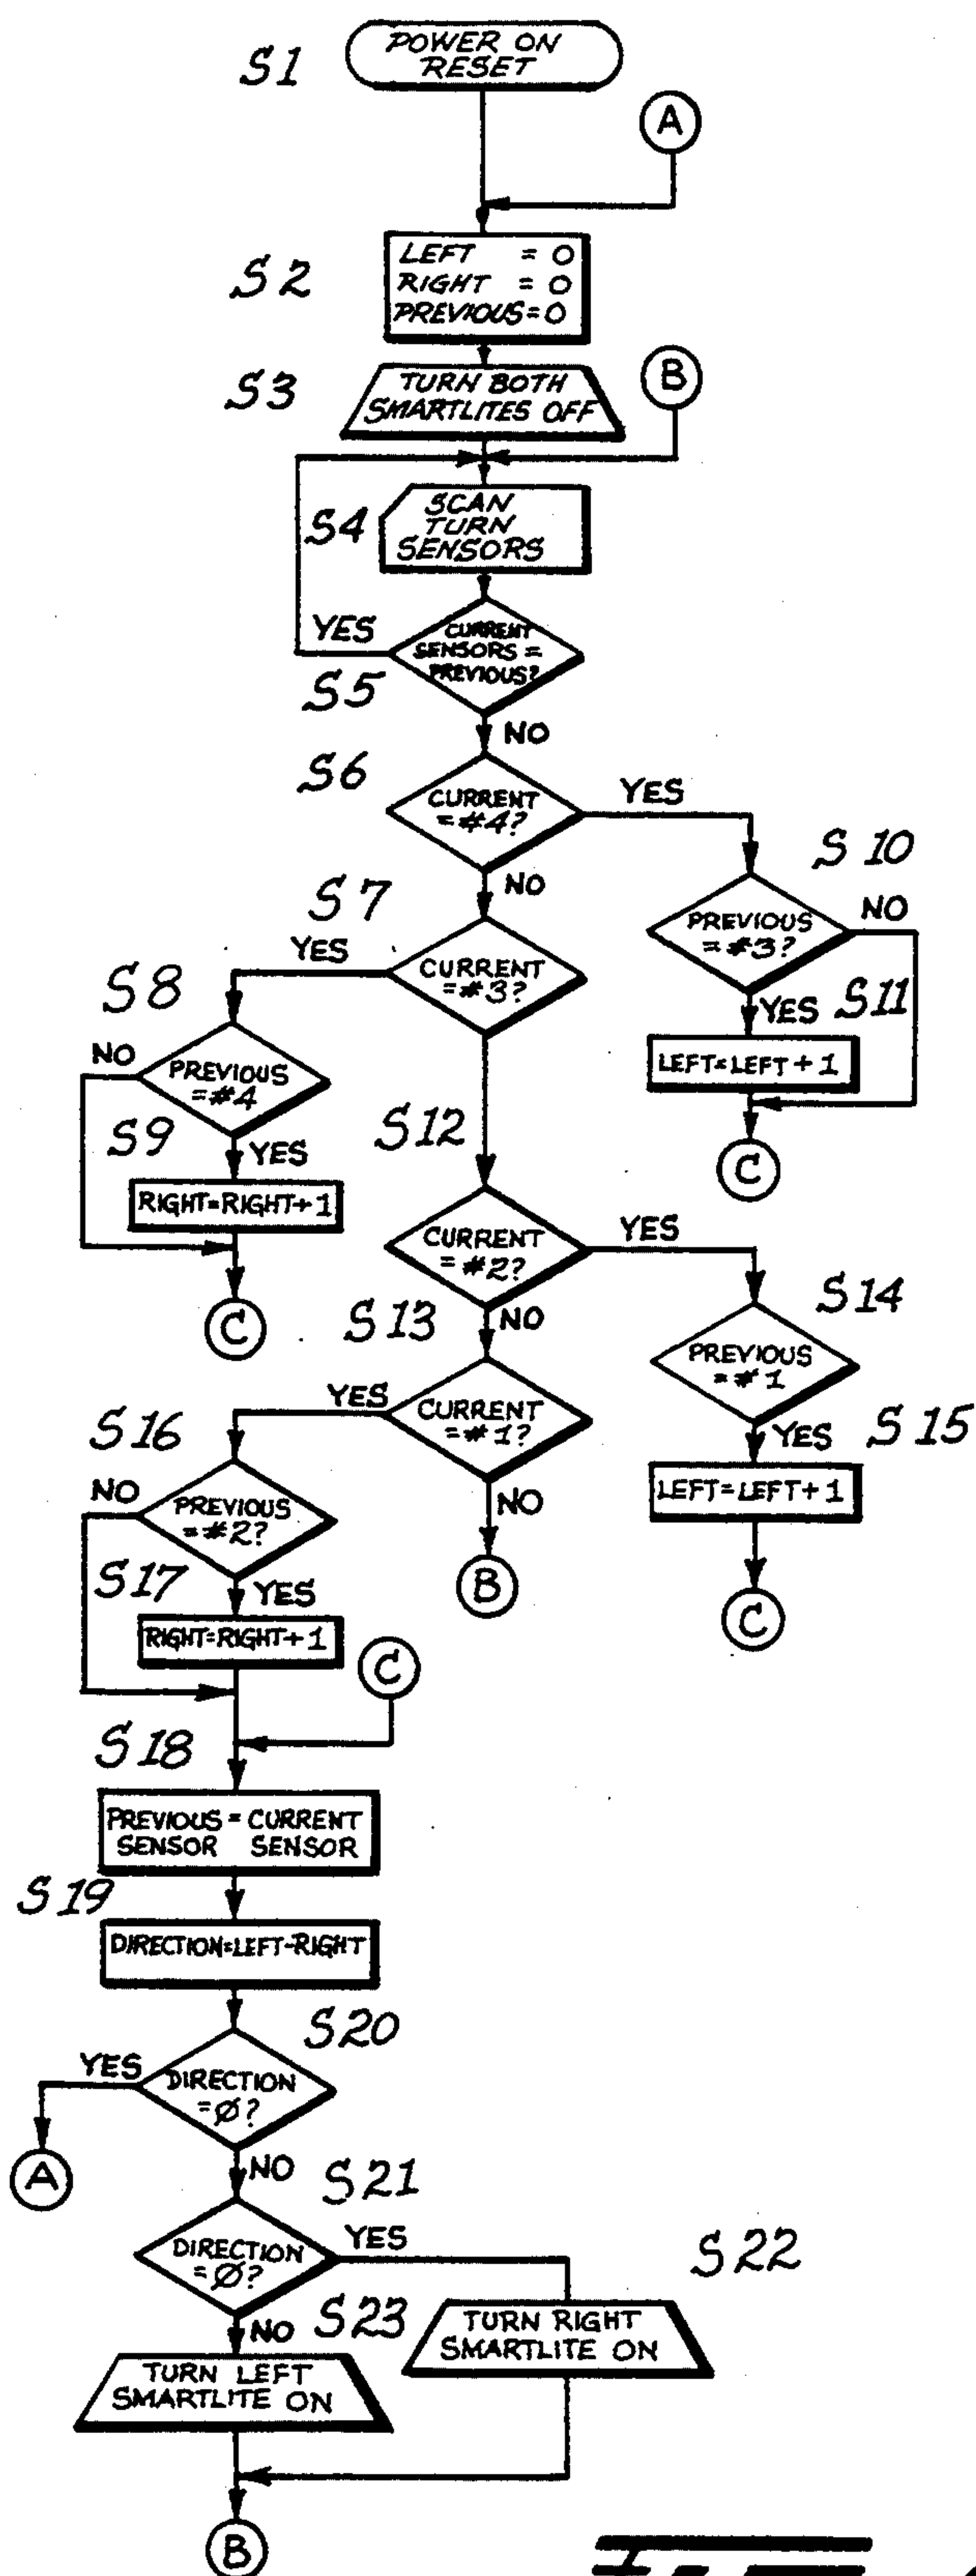 S1
POWER ON
RESET
A
S2
LEFT = 0
RIGHT = 0
PREVIOUS = 0
S3
TURN BOTH
SMARTLITES OFF
B
S4
SCAN
TURN
SENSORS
YES
CURRENT
SENSORS =
PREVIOUS?
S5
NO
S6
CURRENT
= #4?
YES
NO
S10
PREVIOUS
= #3?
NO
S7
YES
CURRENT
= #3?
YES
S11
LEFT=LEFT + 1
C
S8
NO
PREVIOUS
= #4
S9
YES
RIGHT=RIGHT+1
C
S12
CURRENT
= #2?
YES
NO
S14
PREVIOUS
= #1
YES
S15
LEFT=LEFT+1
C
S13
YES
CURRENT
= #1?
NO
B
S16
NO
PREVIOUS
= #2?
S17
YES
RIGHT=RIGHT+1
C
S18
PREVIOUS = CURRENT
SENSOR SENSOR
S19
DIRECTION=LEFT-RIGHT
S20
YES
DIRECTION
= Ø?
A
NO
S21
DIRECTION
= Ø?
YES
S22
TURN RIGHT
SMARTLITE ON
NO
S23
TURN LEFT
SMARTLITE ON
B